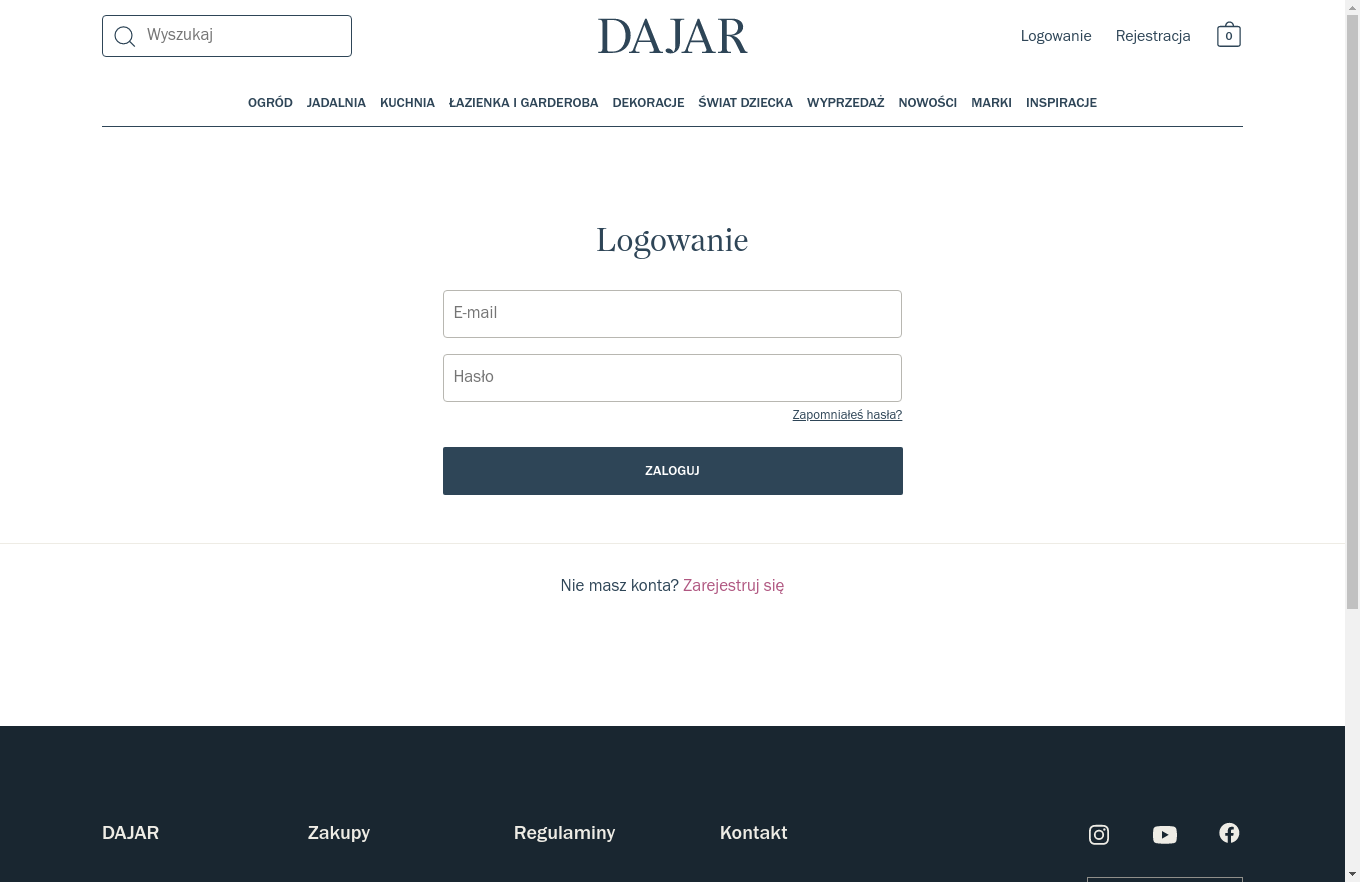 Wyszukaj
DAJAR
Logowanie Rejestracja 0
OGRÓD JADALNIA KUCHNIA ŁAZIENKA I GARDEROBA DEKORACJE ŚWIAT DZIECKA WYPRZEDAŻ NOWOŚCI MARKI INSPIRACJE
Logowanie
E-mail
Hasło
Zapomniałeś hasła?
ZALOGUJ
Nie masz konta? Zarejestruj się
DAJAR Zakupy Regulaminy Kontakt